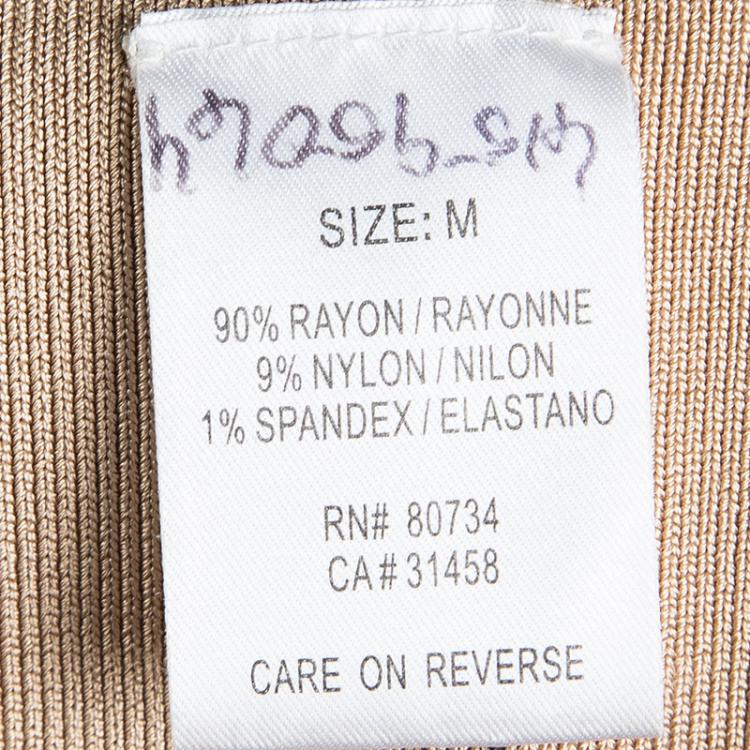 SIZE: M
90% RAYON / RAYONNE
9% NYLON / NILON
1% SPANDEX / ELASTANO
RN# 80734
CA# 31458
CARE ON REVERSE